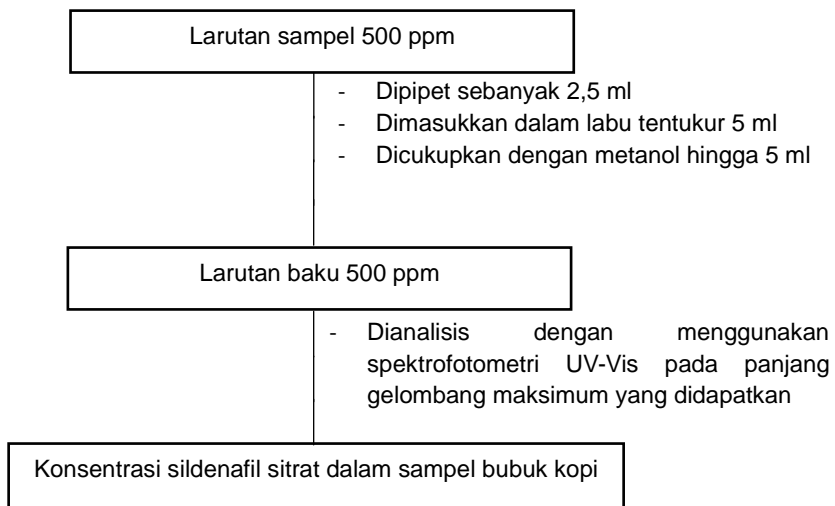 Larutan sampel 500 ppm
- Dipipet sebanyak 2,5 ml
- Dimasukkan dalam labu tentukur 5 ml
- Dicukupkan dengan metanol hingga 5 ml
Larutan baku 500 ppm
- Dianalisis dengan menggunakan
spektrofotometri UV-Vis pada panjang
gelombang maksimum yang didapatkan
Konsentrasi sildenafil sitrat dalam sampel bubuk kopi